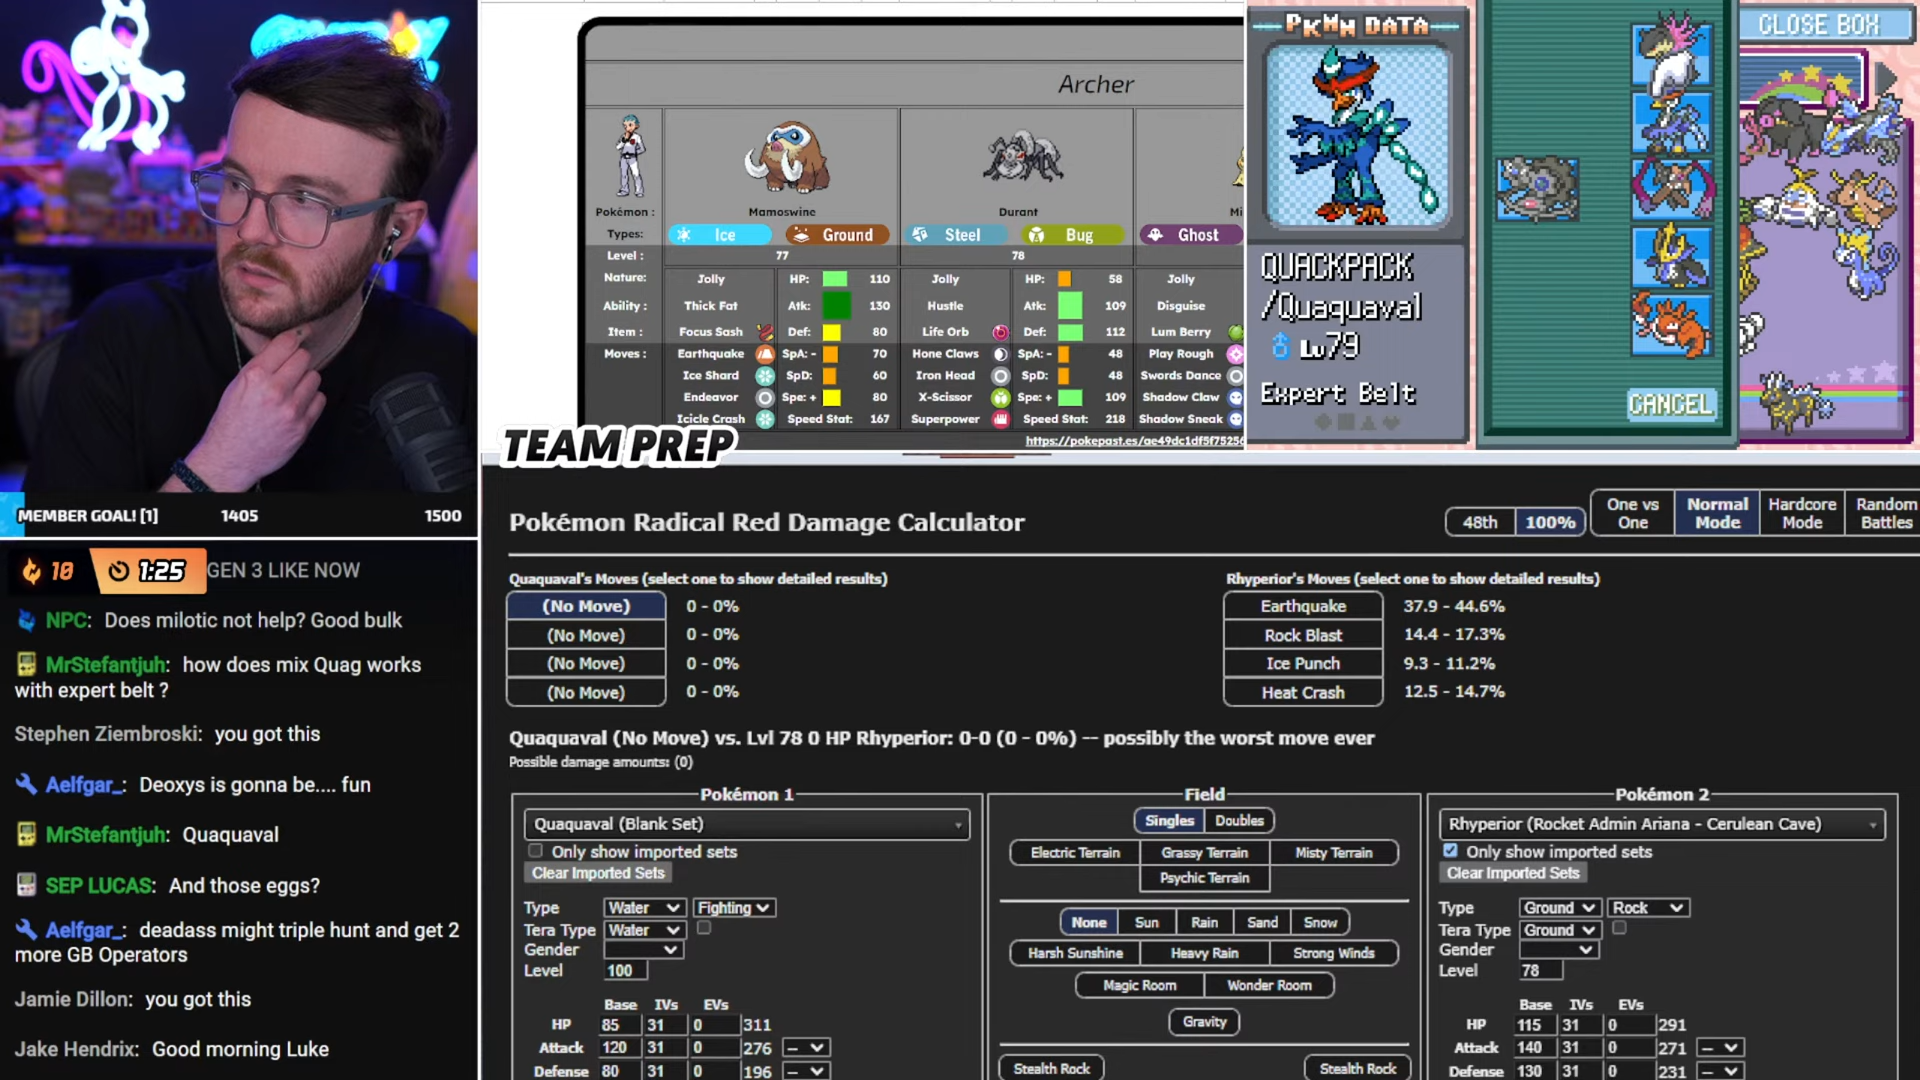 MEMBER GOAL! [1] 1405 1500
10 1:25 GEN 3 LIKE NOW
NPC: Does milotic not help? Good bulk
MrStefantjuh: how does mix Quag works
with expert belt ?
Stephen Ziembroski: you got this
Aelfgar_: Deoxys is gonna be.... fun
MrStefantjuh: Quaquaval
SEP LUCAS: And those eggs?
Aelfgar_: deadass might triple hunt and get 2
more GB Operators
Jamie Dillon: you got this
Jake Hendrix: Good morning Luke
Archer
Pokémon : Mamoswine Durant Mi
Types: Ice Ground Steel Bug Ghost
Level : 77 78
Nature: Jolly HP: 110 Jolly HP: 58 Jolly
Ability : Thick Fat Atk: 130 Hustle Atk: 109 Disguise
Item : Focus Sash Def: 80 Life Orb Def: 112 Lum Berry
Moves : Earthquake SpA: - 70 Hone Claws SpA: - 48 Play Rough
Ice Shard SpD: 60 Iron Head SpD: 48 Swords Dance
Endeavor Spe: + 80 X-Scissor Spe: + 109 Shadow Claw
Icicle Crash Speed Stat: 167 Superpower Speed Stat: 218 Shadow Sneak
https://pokepast.es/ae49dc1df5f75256
TEAM PREP
PKMN DATA
QUACKPACK
/Quaquaval
♂ Lv79
Expert Belt
CANCEL
CLOSE BOX
Pokémon Radical Red Damage Calculator
48th 100% One vs One Normal Mode Hardcore Mode Random Battles
Quaquaval's Moves (select one to show detailed results)
(No Move) 0 - 0%
(No Move) 0 - 0%
(No Move) 0 - 0%
(No Move) 0 - 0%
Rhyperior's Moves (select one to show detailed results)
Earthquake 37.9 - 44.6%
Rock Blast 14.4 - 17.3%
Ice Punch 9.3 - 11.2%
Heat Crash 12.5 - 14.7%
Quaquaval (No Move) vs. Lvl 78 0 HP Rhyperior: 0-0 (0 - 0%) -- possibly the worst move ever
Possible damage amounts: (0)
Pokémon 1
Quaquaval (Blank Set)
Only show imported sets
Clear Imported Sets
Type Water Fighting
Tera Type Water
Gender
Level 100
Base IVs EVs
HP 85 31 0 311
Attack 120 31 0 276 --
Defense 80 31 0 196 --
Field
Singles Doubles
Electric Terrain Grassy Terrain Misty Terrain
Psychic Terrain
None Sun Rain Sand Snow
Harsh Sunshine Heavy Rain Strong Winds
Magic Room Wonder Room
Gravity
Stealth Rock Stealth Rock
Pokémon 2
Rhyperior (Rocket Admin Ariana - Cerulean Cave)
Only show imported sets
Clear Imported Sets
Type Ground Rock
Tera Type Ground
Gender
Level 78
Base IVs EVs
HP 115 31 0 291
Attack 140 31 0 271 --
Defense 130 31 0 231 --